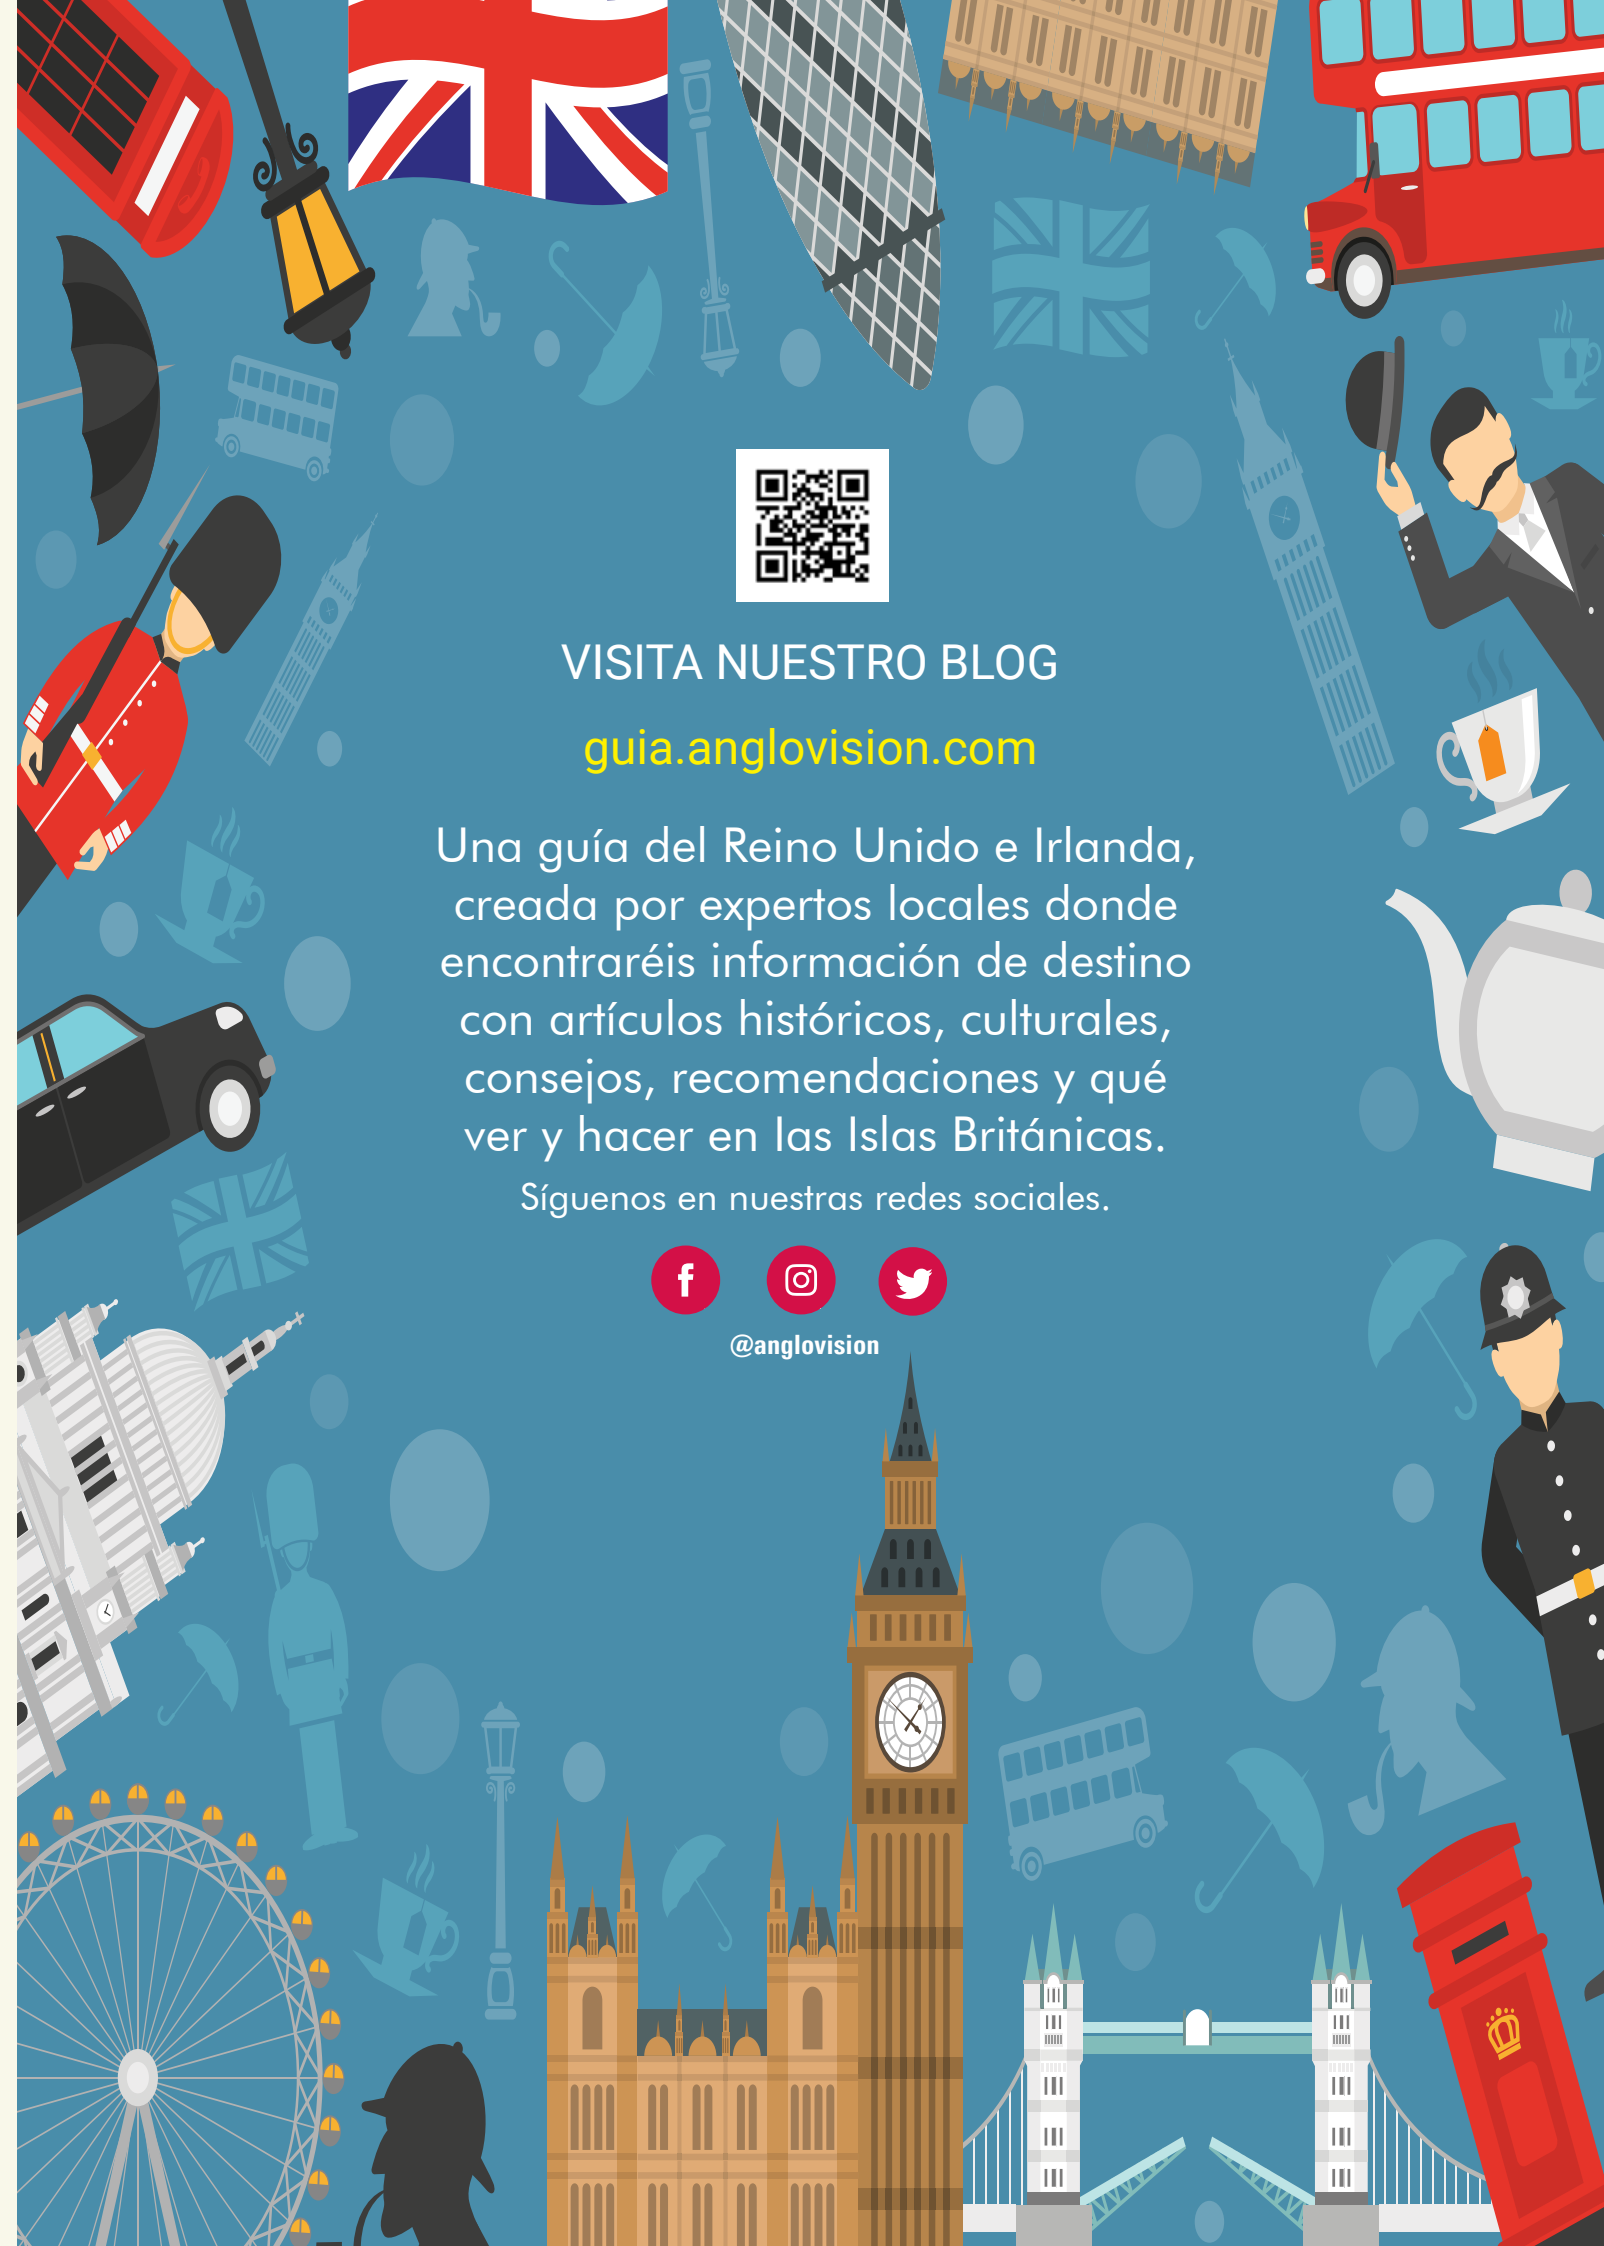 VISITA NUESTRO BLOG
guia.anglovision.com
Una guía del Reino Unido e Irlanda,
creada por expertos locales donde
encontraréis información de destino
con artículos históricos, culturales,
consejos, recomendaciones y qué
ver y hacer en las Islas Británicas.
Síguenos en nuestras redes sociales.
@anglovision